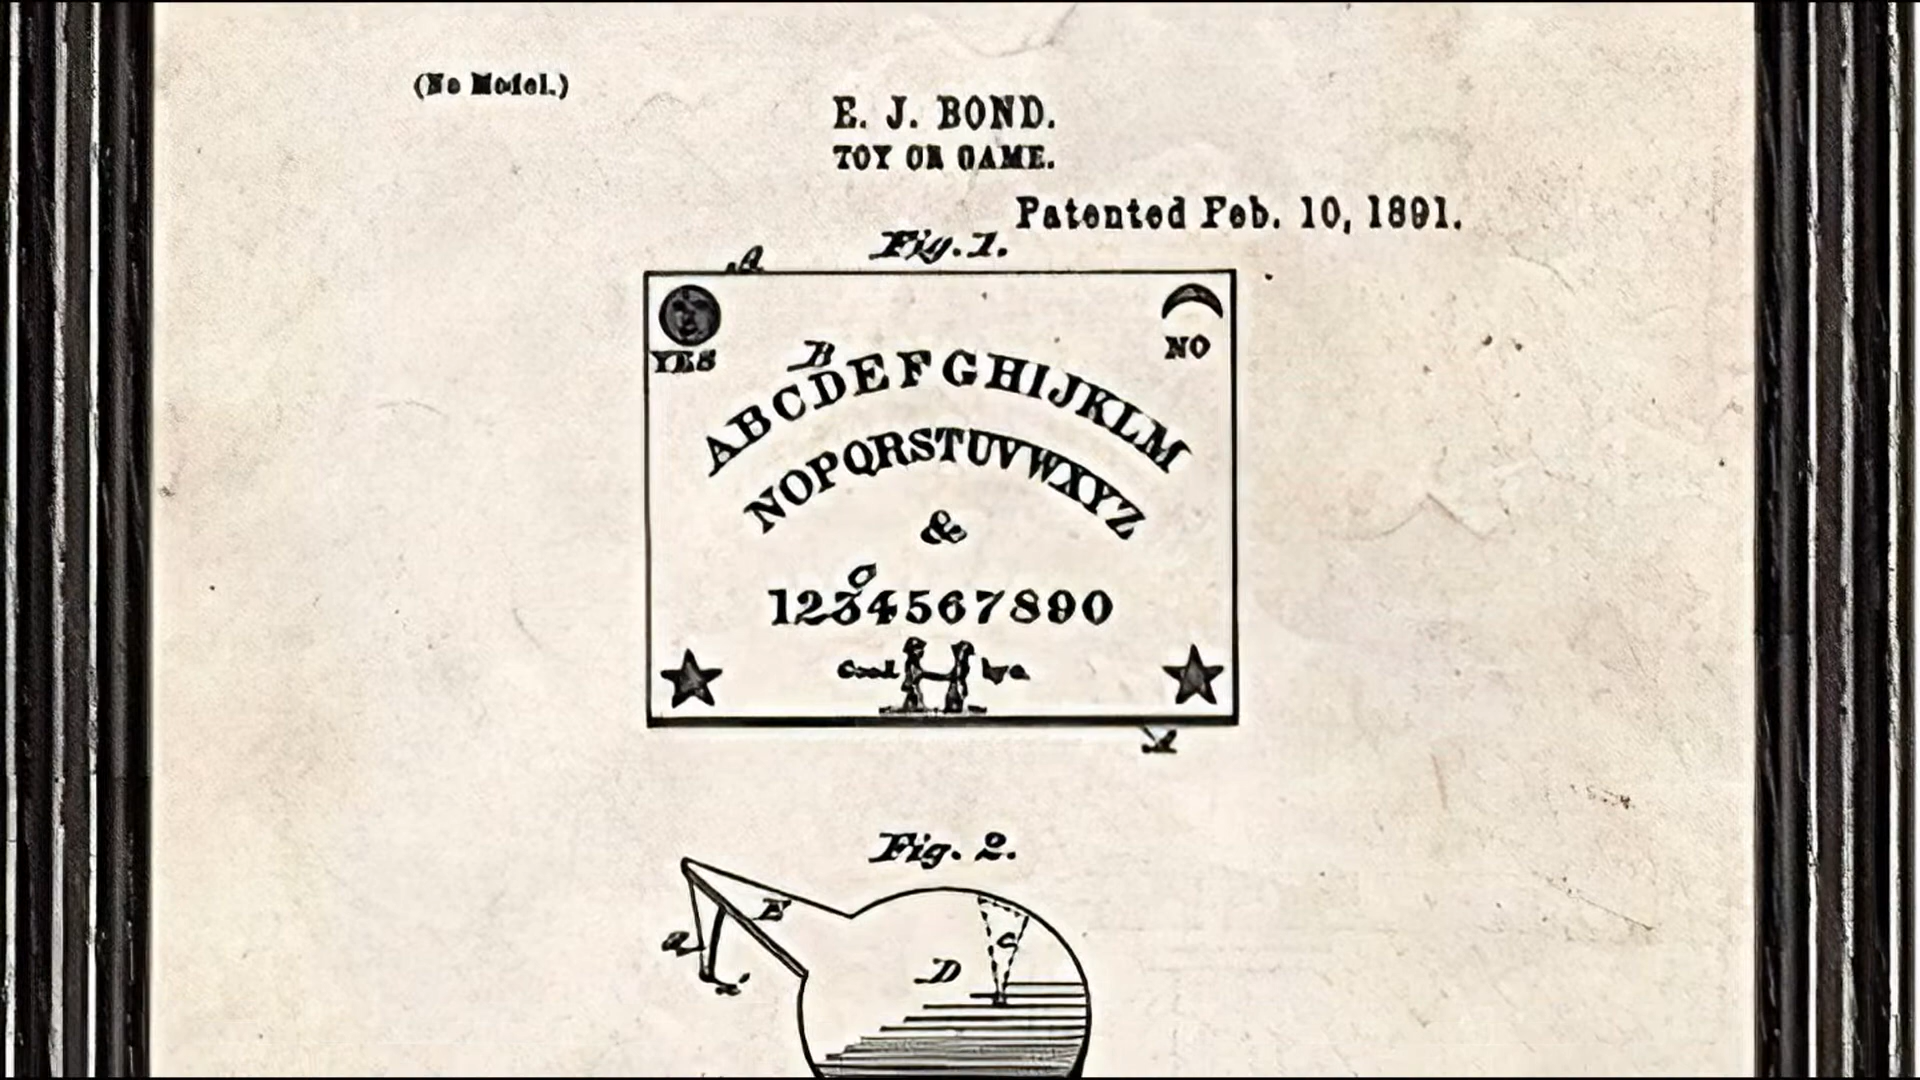 (No Model.)
E. J. BOND.
TOY OR GAME.
Patented Feb. 10, 1891.
Fig. 1.
A
YES
NO
B
ABCDEFGHIJKLM
NOPQRSTUVWXYZ
&
C
1234567890
A
Fig. 2.
E
a
D